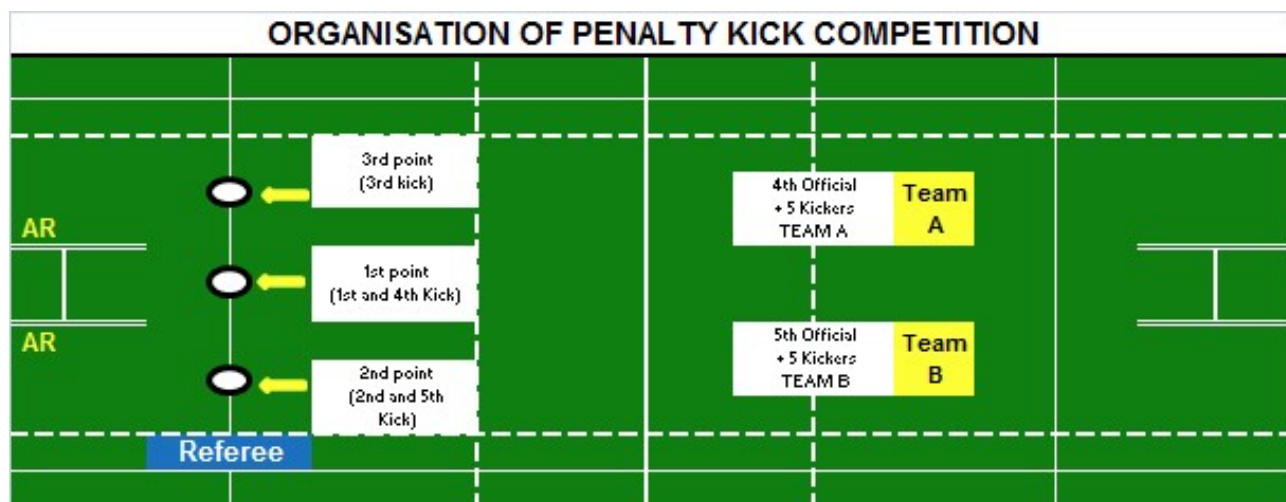 ORGANISATION OF PENALTY KICK COMPETITION
3rd point
(3rd kick)
AR
1st point
(1st and 4th Kick)
AR
2nd point
(2nd and 5th
Kick)
Referee
4th Official
+ 5 Kickers
TEAM A
Team
A
5th Official
+ 5 Kickers
TEAM B
Team
B